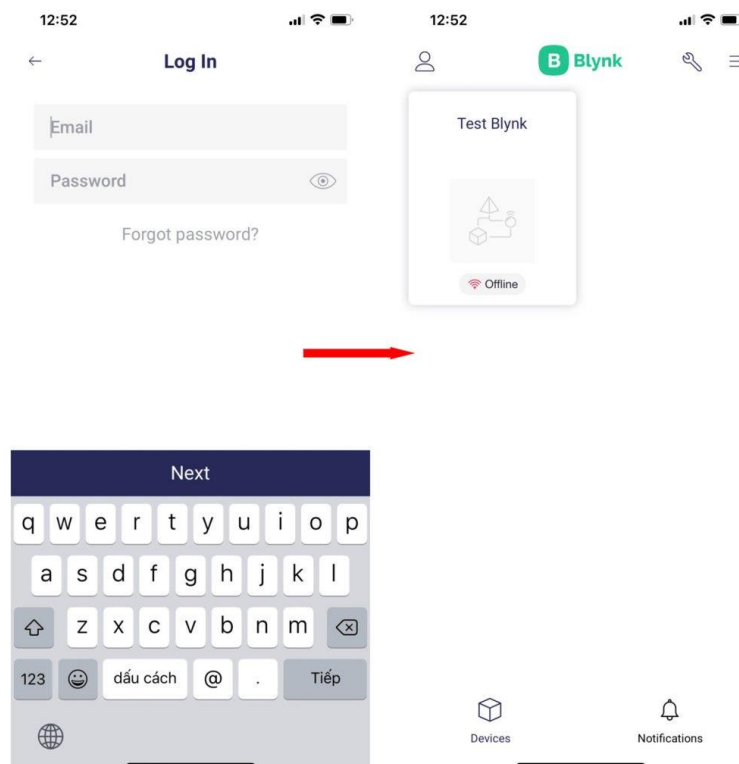 12:52
Log In
Email
Password
Forgot password?
Next
q w e r t y u i o p
a s d f g h j k l
z x c v b n m
123 dấu cách @ . Tiếp
12:52
B Blynk
Test Blynk
Offline
Devices
Notifications